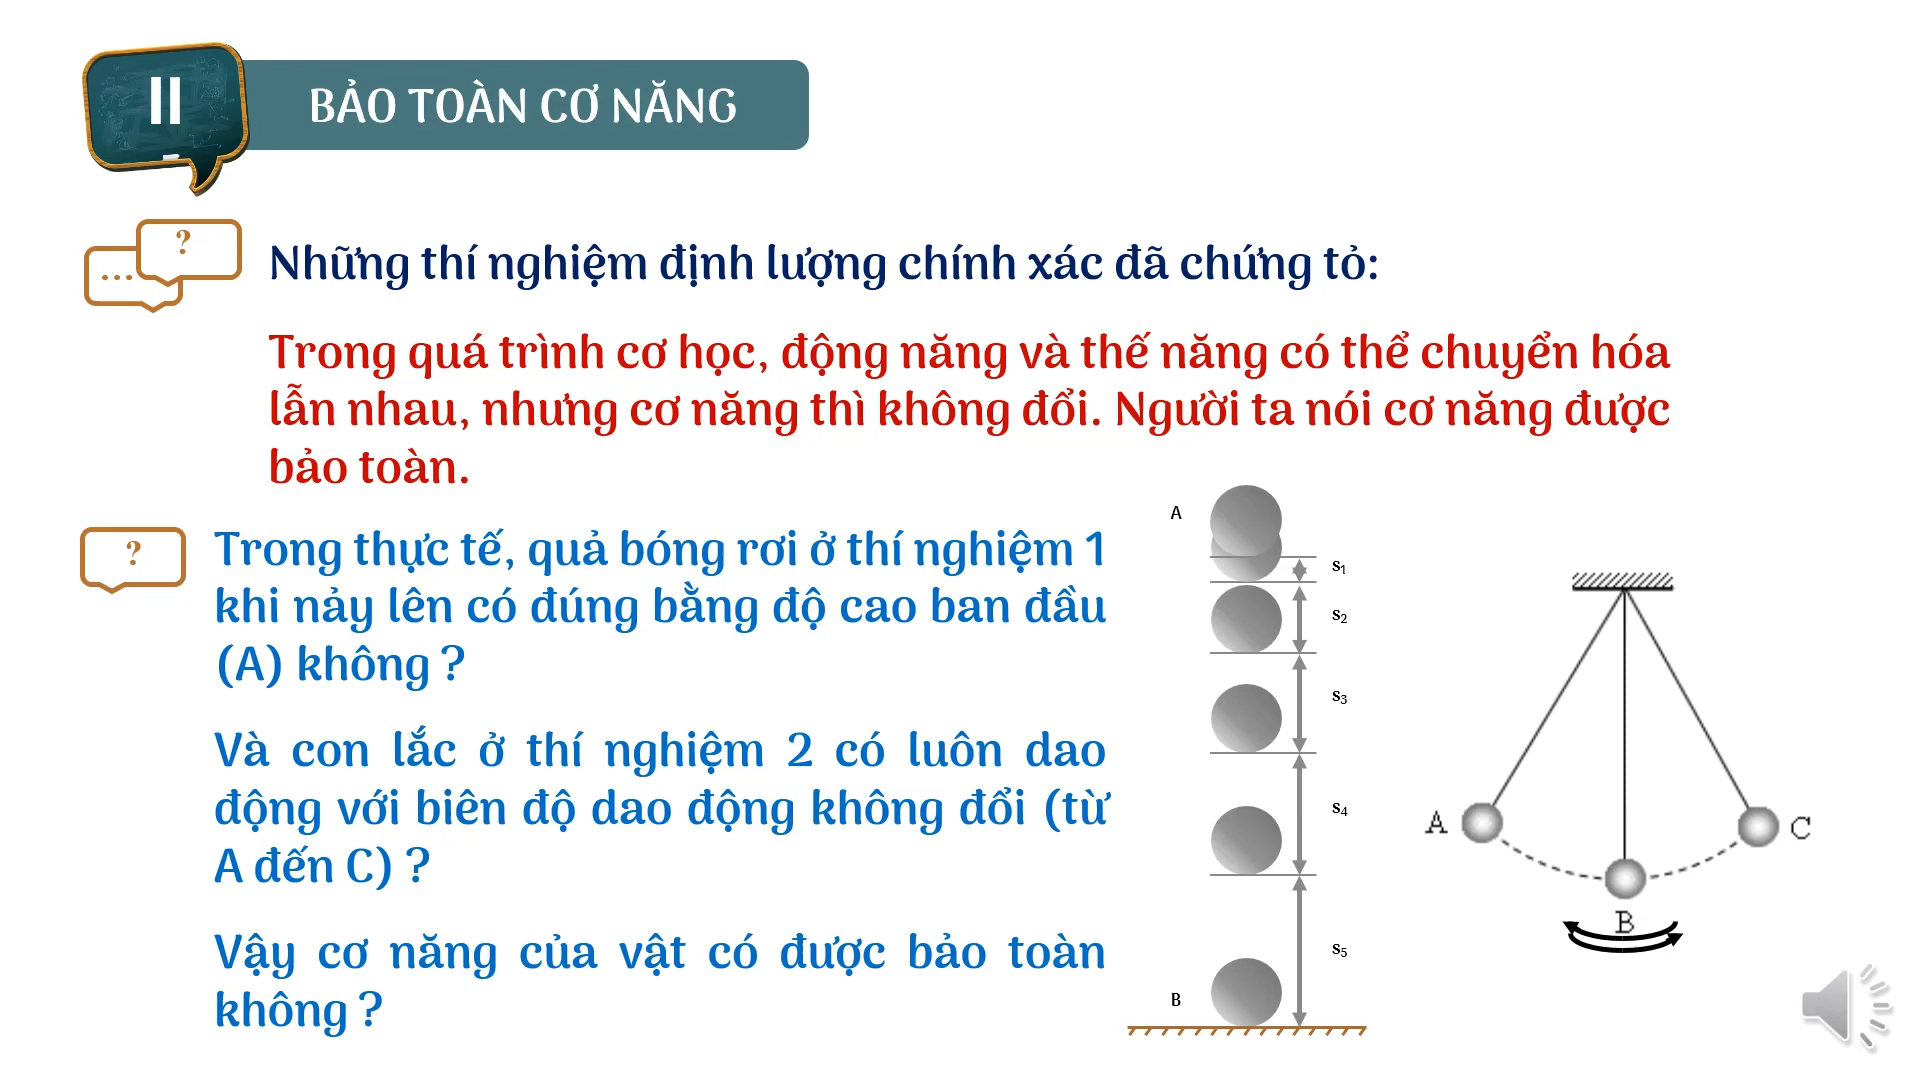 II
BẢO TOÀN CƠ NĂNG
?
...
Những thí nghiệm định lượng chính xác đã chứng tỏ:
Trong quá trình cơ học, động năng và thế năng có thể chuyển hóa
lẫn nhau, nhưng cơ năng thì không đổi. Người ta nói cơ năng được
bảo toàn.
?
Trong thực tế, quả bóng rơi ở thí nghiệm 1
khi nảy lên có đúng bằng độ cao ban đầu
(A) không ?
Và con lắc ở thí nghiệm 2 có luôn dao
động với biên độ dao động không đổi (từ
A đến C) ?
Vậy cơ năng của vật có được bảo toàn
không ?
A
s1
s2
s3
s4
s5
B
A
C
B